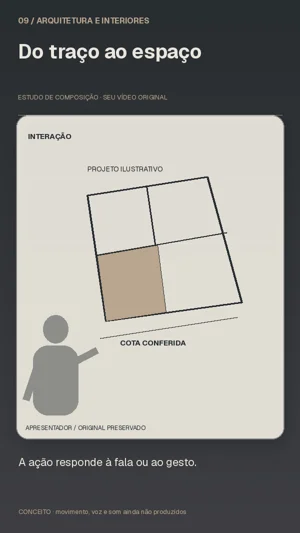 09 / ARQUITETURA E INTERIORES
Do traço ao espaço
ESTUDO DE COMPOSIÇÃO · SEU VÍDEO ORIGINAL
INTERAÇÃO
PROJETO ILUSTRATIVO
COTA CONFERIDA
APRESENTADOR / ORIGINAL PRESERVADO
A ação responde à fala ou ao gesto.
CONCEITO · movimento, voz e som ainda não produzidos